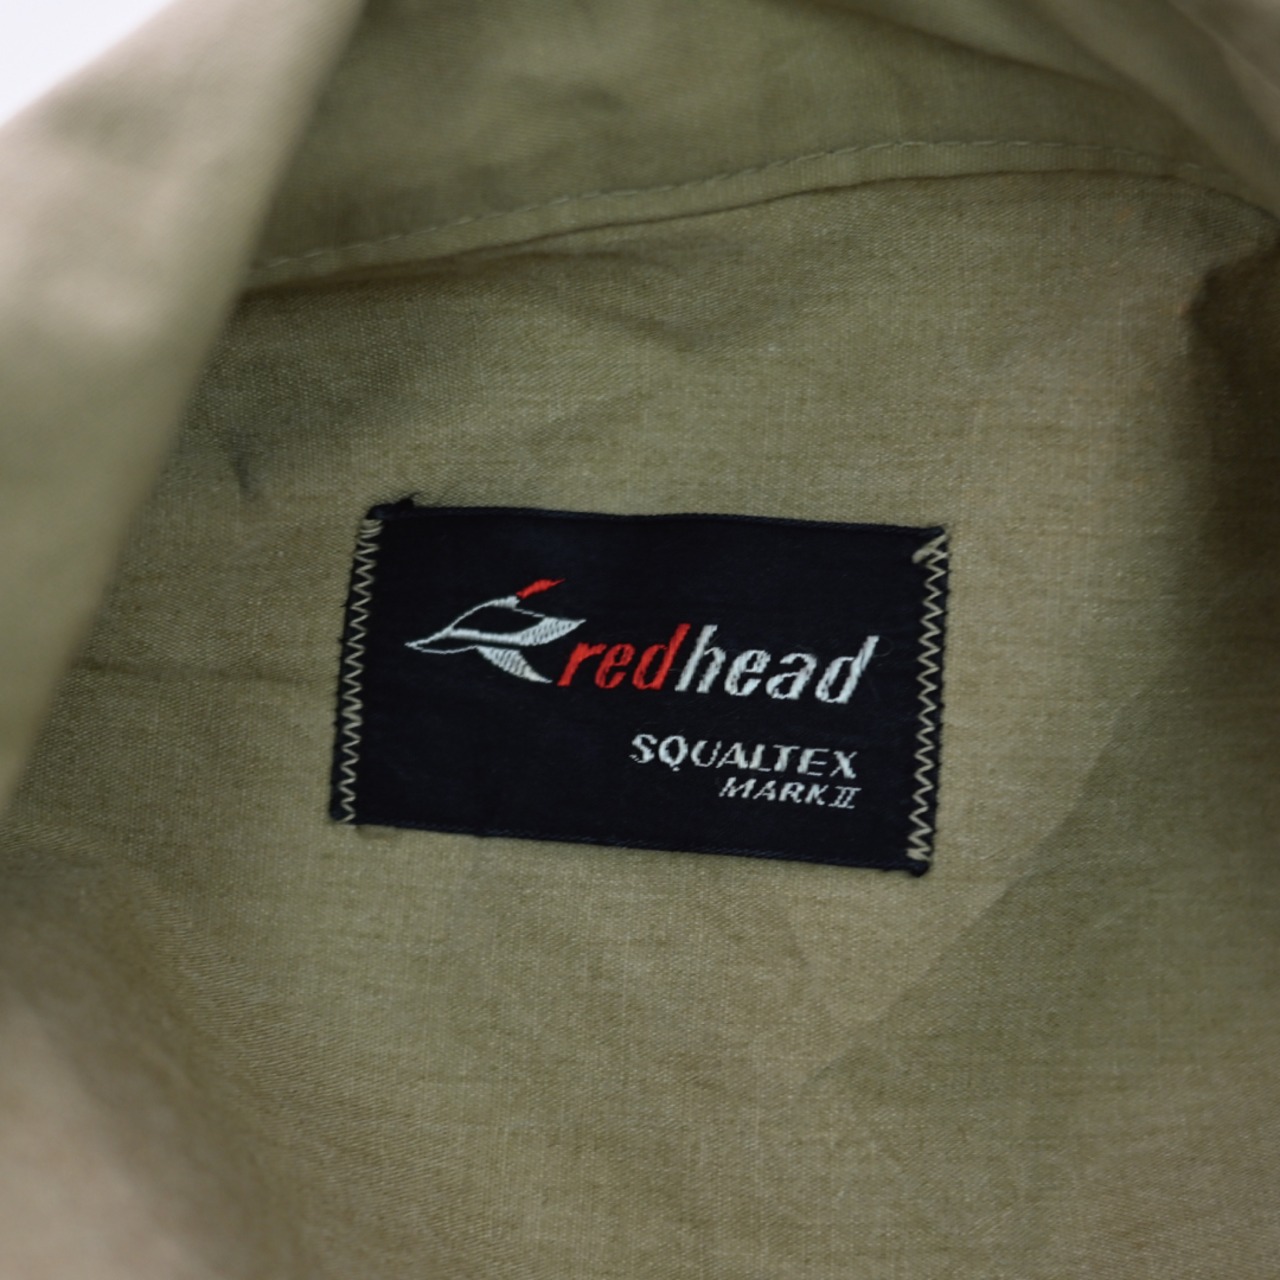 redhead
SQUALTEX
MARK II